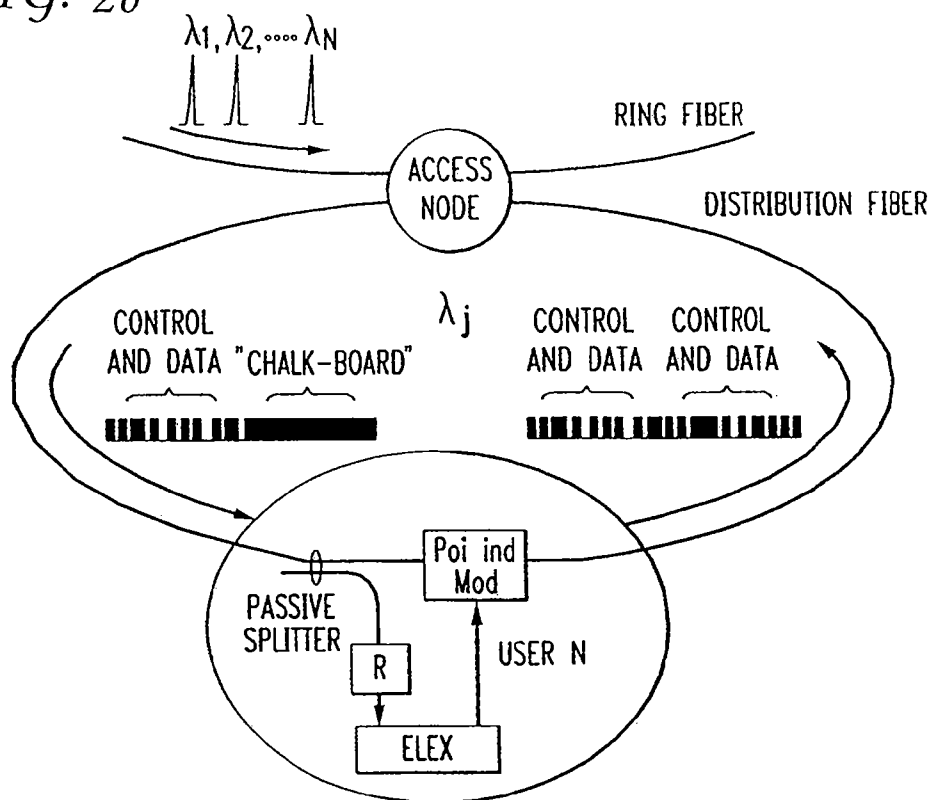 λ1, λ2,∘∘∘∘ λN
RING FIBER
ACCESS
NODE
DISTRIBUTION FIBER
λj
CONTROL
AND DATA "CHALK-BOARD"
CONTROL CONTROL
AND DATA AND DATA
Poi ind
Mod
PASSIVE
SPLITTER
USER N
R
ELEX